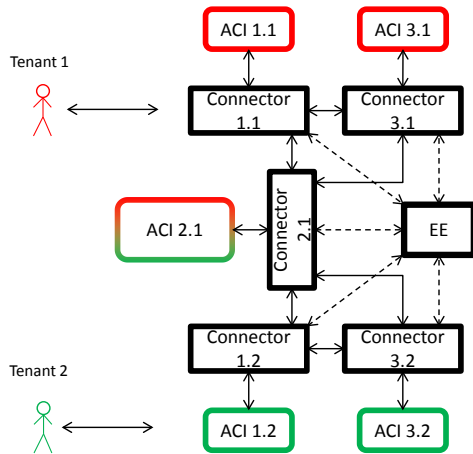 ACI 1.1
ACI 3.1
Tenant 1
Connector
1.1
Connector
3.1
ACI 2.1
Connector
2.1
EE
Connector
1.2
Connector
3.2
Tenant 2
ACI 1.2
ACI 3.2